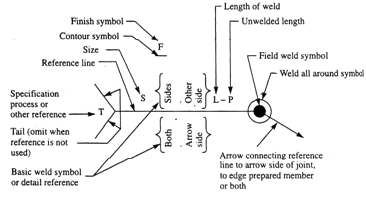 Length of weld
Finish symbol
Unwelded length
Contour symbol
F
Size
Reference line
Field weld symbol
Weld all around symbol
Specification
process or
other reference
T
S
Sides
Other
side
L – P
Both
Arrow
side
Tail (omit when
reference is not
used)
Basic weld symbol
or detail reference
Arrow connecting reference
line to arrow side of joint,
to edge prepared member
or both